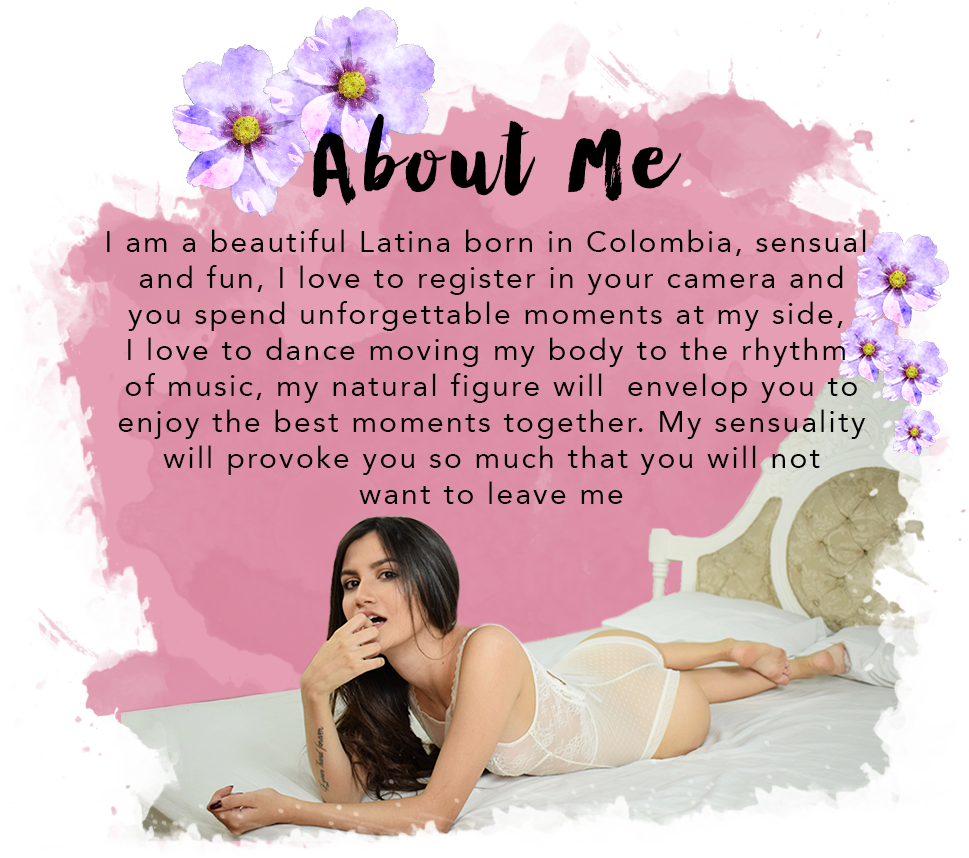 About Me
I am a beautiful Latina born in Colombia, sensual
and fun, I love to register in your camera and
you spend unforgettable moments at my side,
I love to dance moving my body to the rhythm
of music, my natural figure will  envelop you to
enjoy the best moments together. My sensuality
will provoke you so much that you will not
want to leave me